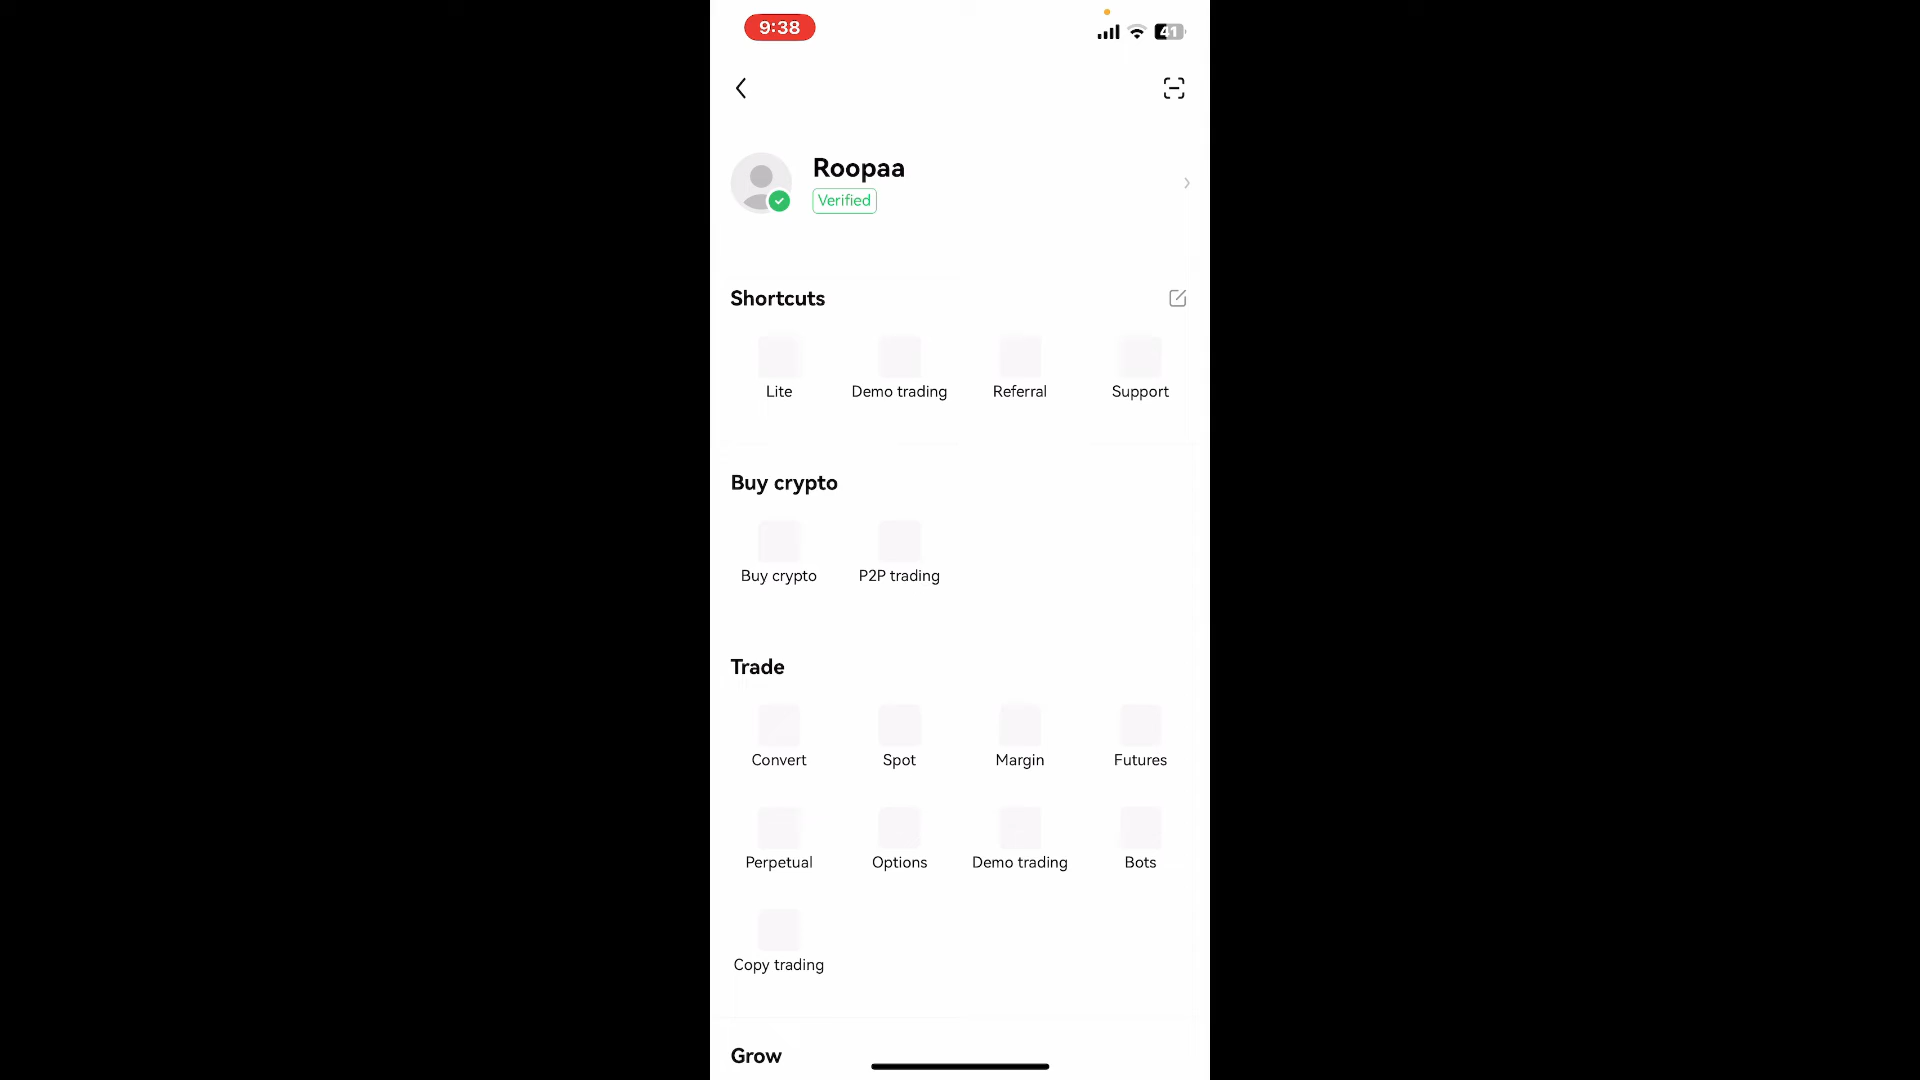 9:38
41
Roopaa
Verified
Shortcuts
Lite Demo trading Referral Support
Buy crypto
Buy crypto P2P trading
Trade
Convert Spot Margin Futures
Perpetual Options Demo trading Bots
Copy trading
Grow